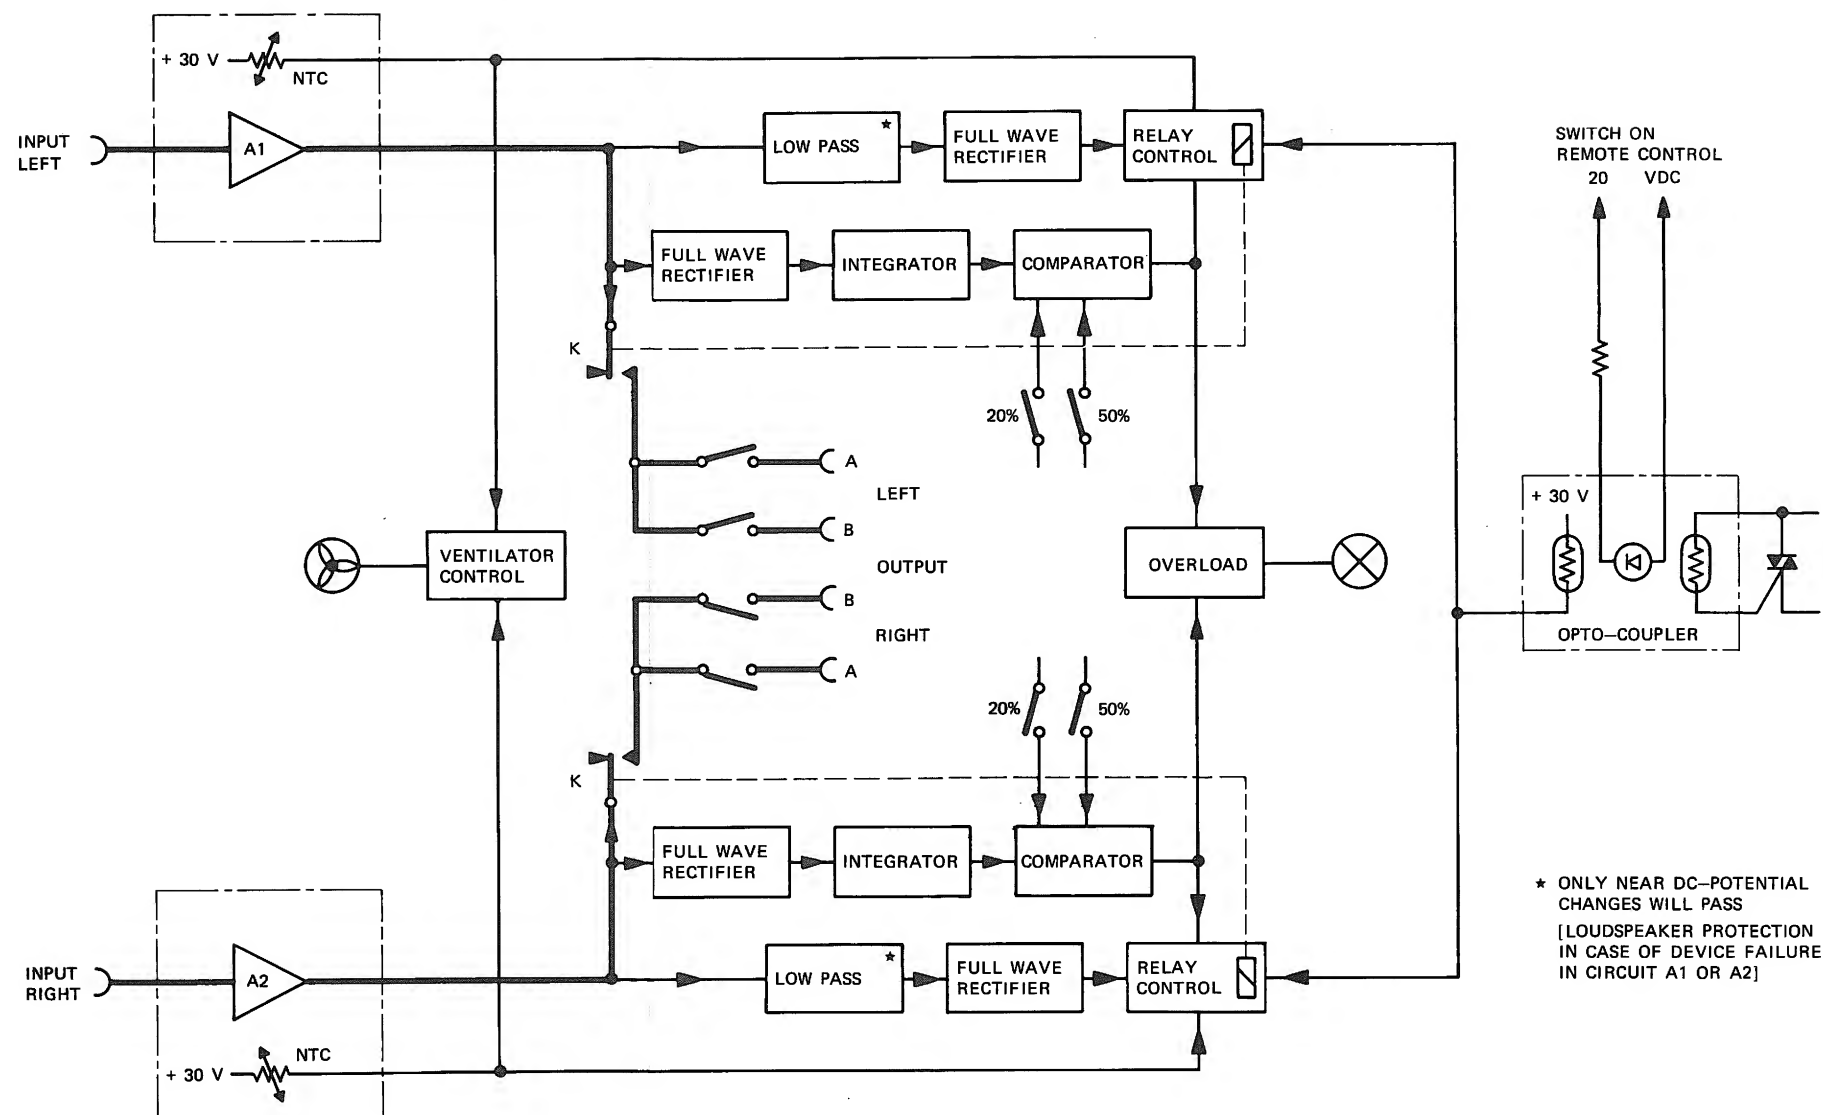 + 30 V
NTC
INPUT
LEFT
A1
LOW PASS ★
FULL WAVE
RECTIFIER
RELAY
CONTROL
SWITCH ON
REMOTE CONTROL
20 VDC
FULL WAVE
RECTIFIER
INTEGRATOR
COMPARATOR
K
20%
50%
A
LEFT
B
+ 30 V
VENTILATOR
CONTROL
OUTPUT
OVERLOAD
B
RIGHT
A
OPTO–COUPLER
20%
50%
K
FULL WAVE
RECTIFIER
INTEGRATOR
COMPARATOR
★ ONLY NEAR DC–POTENTIAL
CHANGES WILL PASS
[LOUDSPEAKER PROTECTION
IN CASE OF DEVICE FAILURE
IN CIRCUIT A1 OR A2]
INPUT
RIGHT
A2
LOW PASS ★
FULL WAVE
RECTIFIER
RELAY
CONTROL
NTC
+ 30 V